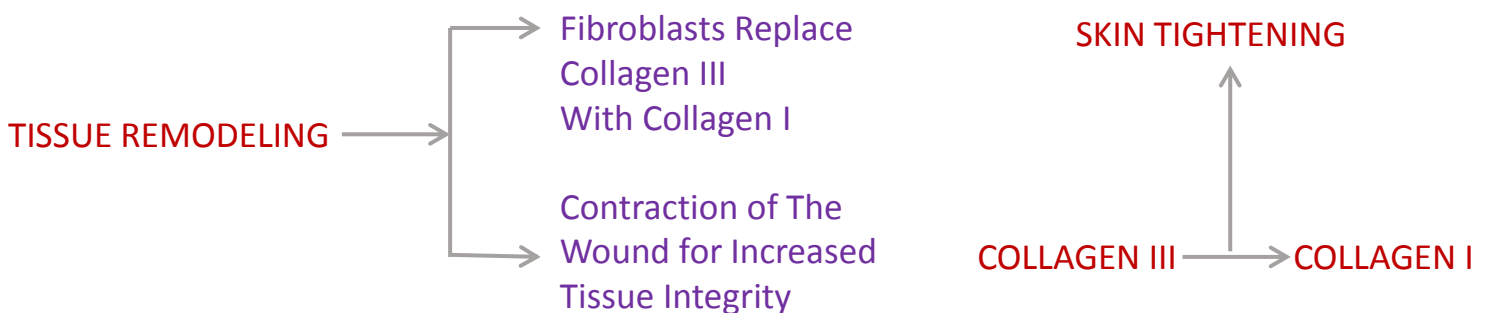 TISSUE REMODELING
Fibroblasts Replace
Collagen III
With Collagen I
Contraction of The
Wound for Increased
Tissue Integrity
SKIN TIGHTENING
COLLAGEN III
COLLAGEN I